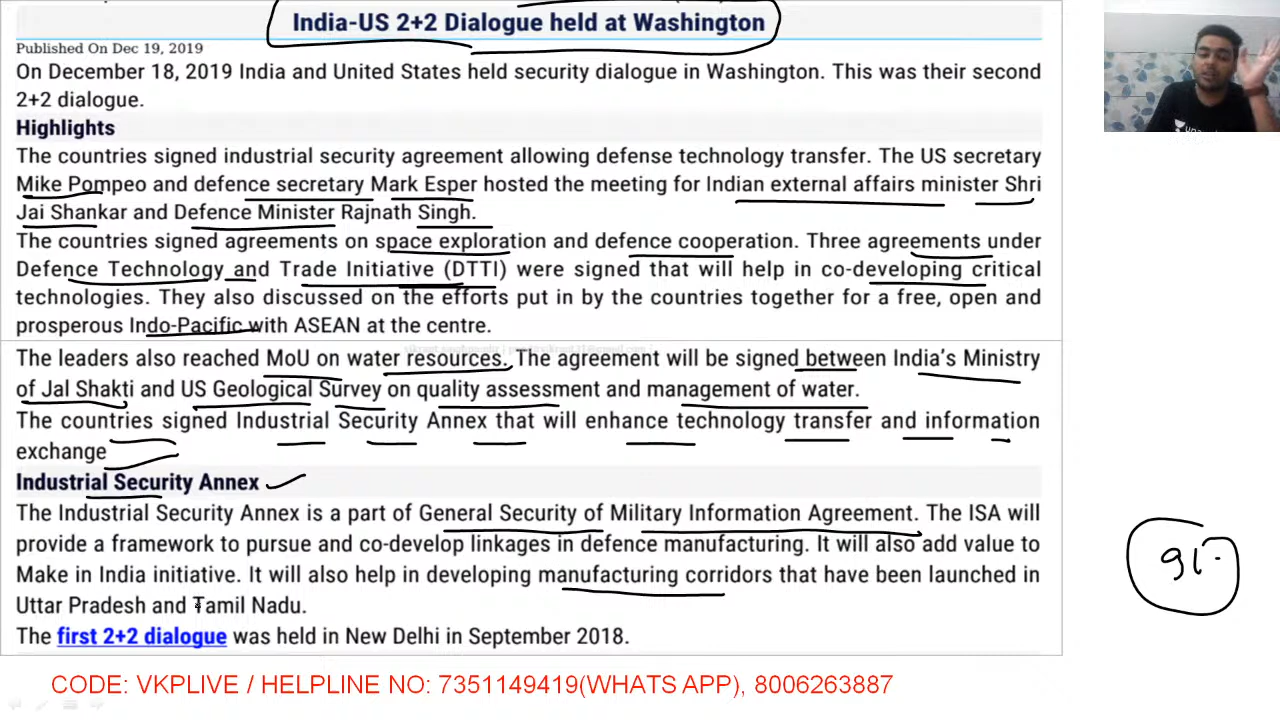 India-US 2+2 Dialogue held at Washington
Published On Dec 19, 2019
On December 18, 2019 India and United States held security dialogue in Washington. This was their second
2+2 dialogue.
Highlights
The countries signed industrial security agreement allowing defense technology transfer. The US secretary
Mike Pompeo and defence secretary Mark Esper hosted the meeting for Indian external affairs minister Shri
Jai Shankar and Defence Minister Rajnath Singh.
The countries signed agreements on space exploration and defence cooperation. Three agreements under
Defence Technology and Trade Initiative (DTTI) were signed that will help in co-developing critical
technologies. They also discussed on the efforts put in by the countries together for a free, open and
prosperous Indo-Pacific with ASEAN at the centre.
The leaders also reached MoU on water resources. The agreement will be signed between India's Ministry
of Jal Shakti and US Geological Survey on quality assessment and management of water.
The countries signed Industrial Security Annex that will enhance technology transfer and information
exchange
Industrial Security Annex
The Industrial Security Annex is a part of General Security of Military Information Agreement. The ISA will
provide a framework to pursue and co-develop linkages in defence manufacturing. It will also add value to
Make in India initiative. It will also help in developing manufacturing corridors that have been launched in
Uttar Pradesh and Tamil Nadu.
The first 2+2 dialogue was held in New Delhi in September 2018.
CODE: VKPLIVE / HELPLINE NO: 7351149419(WHATS APP), 8006263887